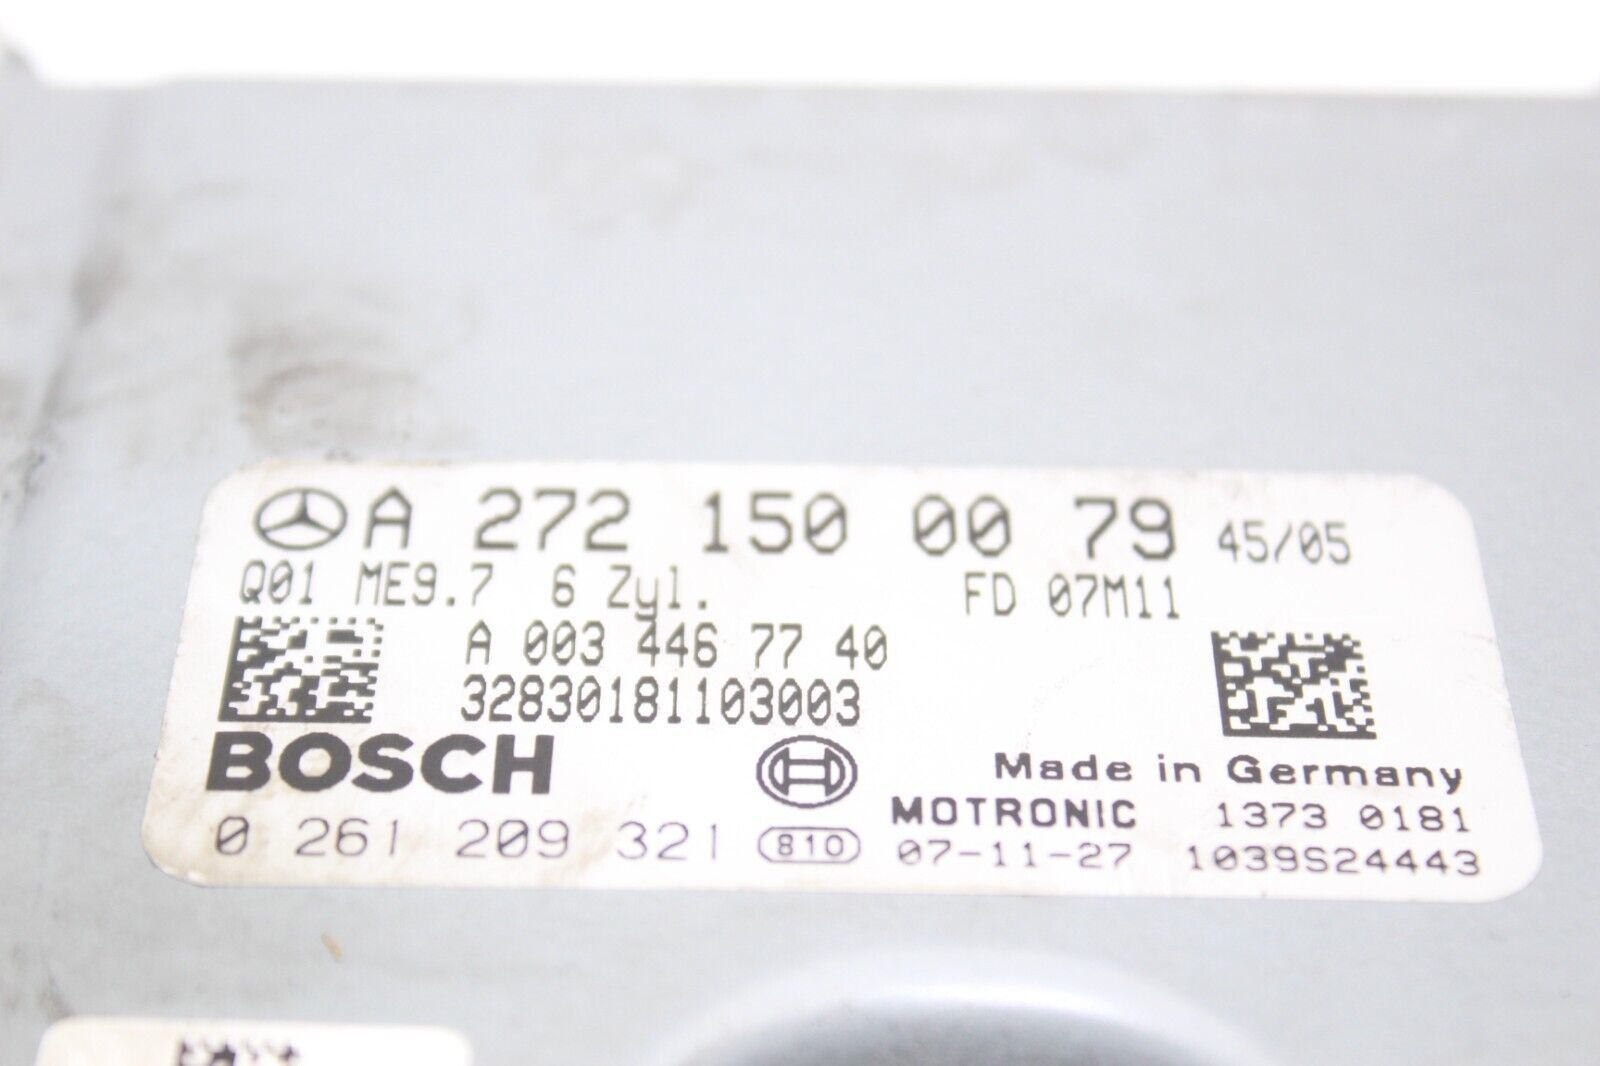 A 272 150 00 79 45/05
Q01 ME9.7 6 Zyl. FD 07M11
A 003 446 77 40
32830181103003
BOSCH
Made in Germany
MOTRONIC 1373 0181
0 261 209 321 810 07-11-27 1039S24443